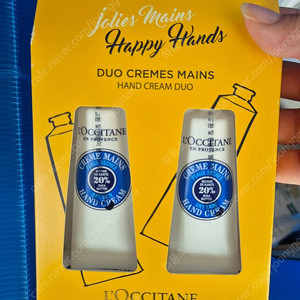 Jolies Mains
Happy Hands
DUO CREMES MAINS
HAND CREAM DUO
L'OCCITANE
EN PROVENCE
CRÈME MAINS
20%
HAND CREAM
L'OCCITANE
EN PROVENCE
CRÈME MAINS
20%
HAND CREAM
L'OCCITANE